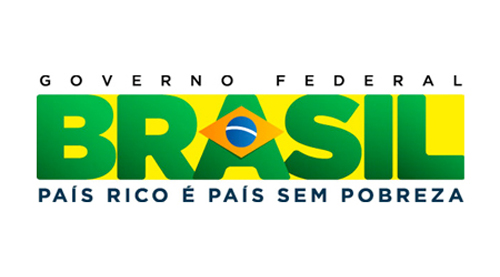 GOVERNO FEDERAL
BRASIL
PAÍS RICO É PAÍS SEM POBREZA